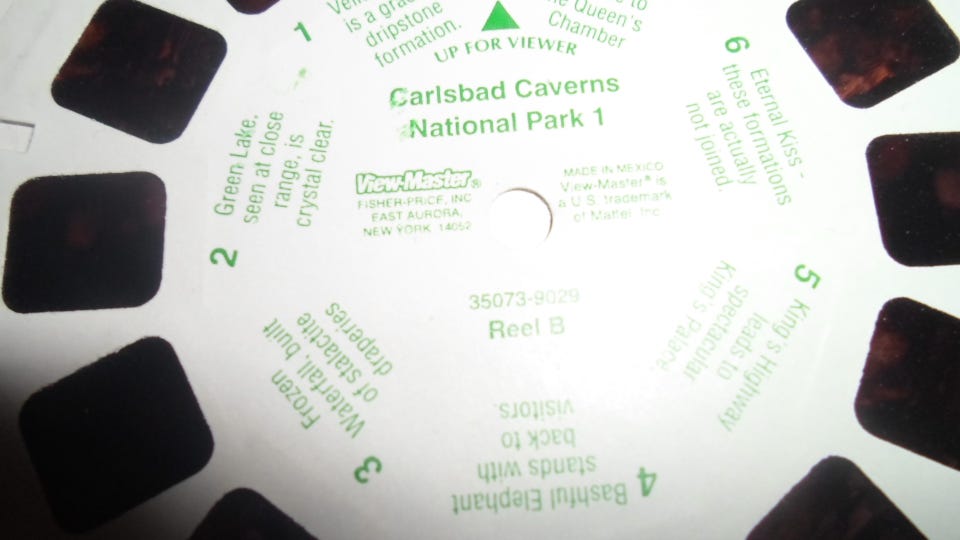 is a
dripstone
formation.
1
UP FOR VIEWER
to
Queen's
Chamber
Carlsbad Caverns
National Park 1
View-Master®
FISHER-PRICE, INC
EAST AURORA,
NEW YORK 14052
MADE IN MEXICO
View-Master® is
a U.S. trademark
of Mattel, Inc.
35073-9029
Reel B
Green Lake,
seen at close
range, is
crystal clear.
2
Frozen
Waterfall, built
of stalactite
draperies
3
4
Bashful Elephant
stands with
back to
visitors.
5
King's Highway
leads to
spectacular
King's Palace.
6
Eternal Kiss -
these formations
are actually
not joined.